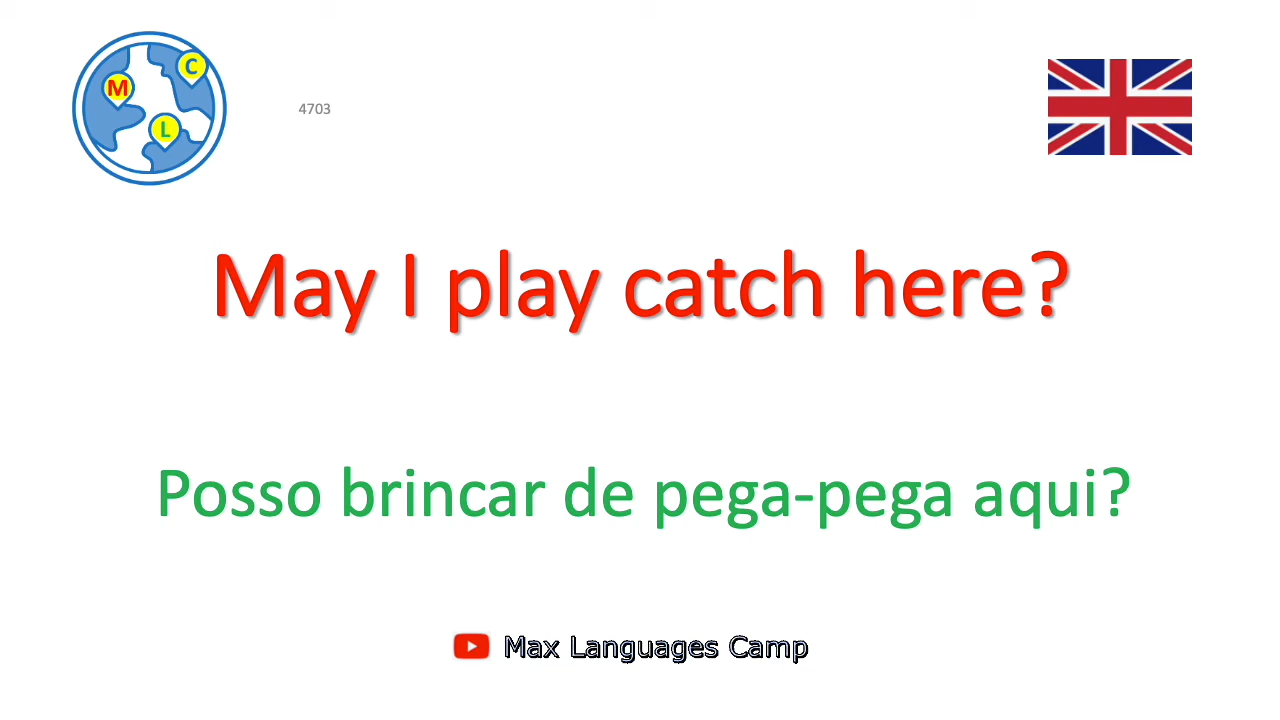 M
C
L
4703
May I play catch here?
Posso brincar de pega-pega aqui?
Max Languages Camp